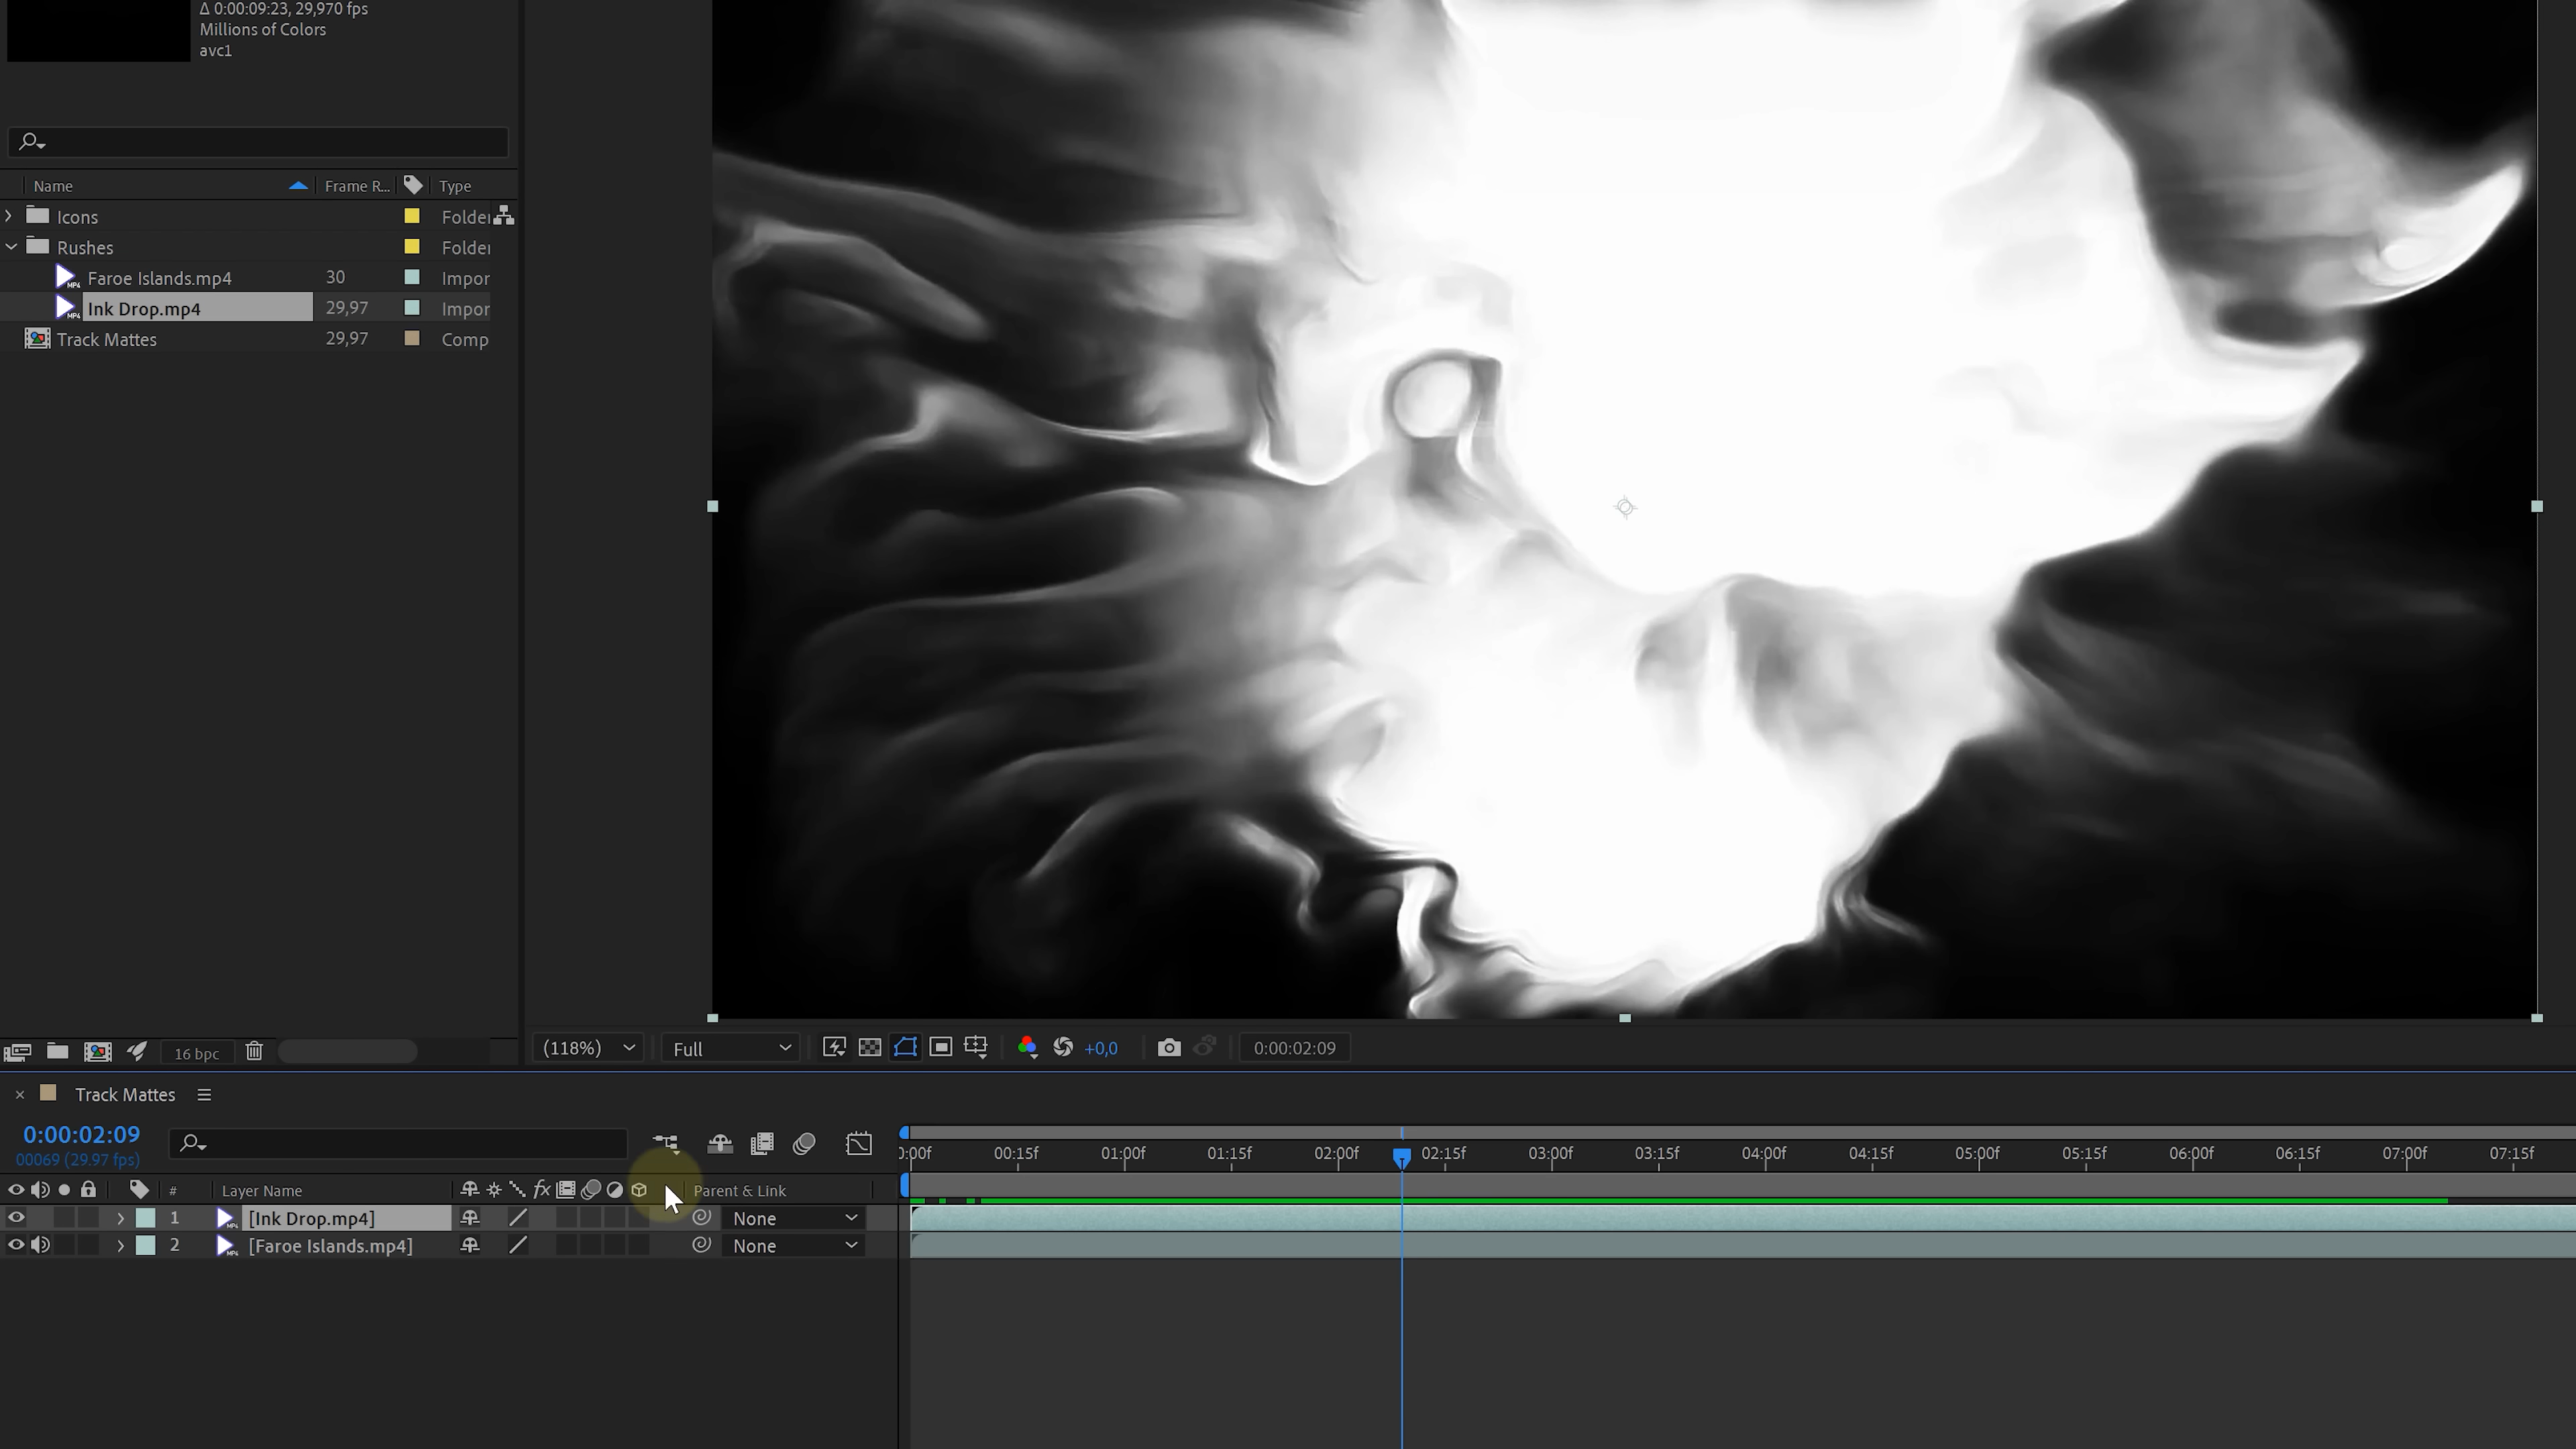 Δ 0:00:09:23, 29,970 fps
Millions of Colors
avc1
Name Frame R... Type
Icons Folder
Rushes Folder
Faroe Islands.mp4 30 Impor
Ink Drop.mp4 29,97 Impor
Track Mattes 29,97 Comp
16 bpc
(118%) Full +0,0 0:00:02:09
Track Mattes
0:00:02:09
00069 (29.97 fps)
0:00f 00:15f 01:00f 01:15f 02:00f 02:15f 03:00f 03:15f 04:00f 04:15f 05:00f 05:15f 06:00f 06:15f 07:00f 07:15f
# Layer Name fx Parent & Link
1 [Ink Drop.mp4] None
2 [Faroe Islands.mp4] None